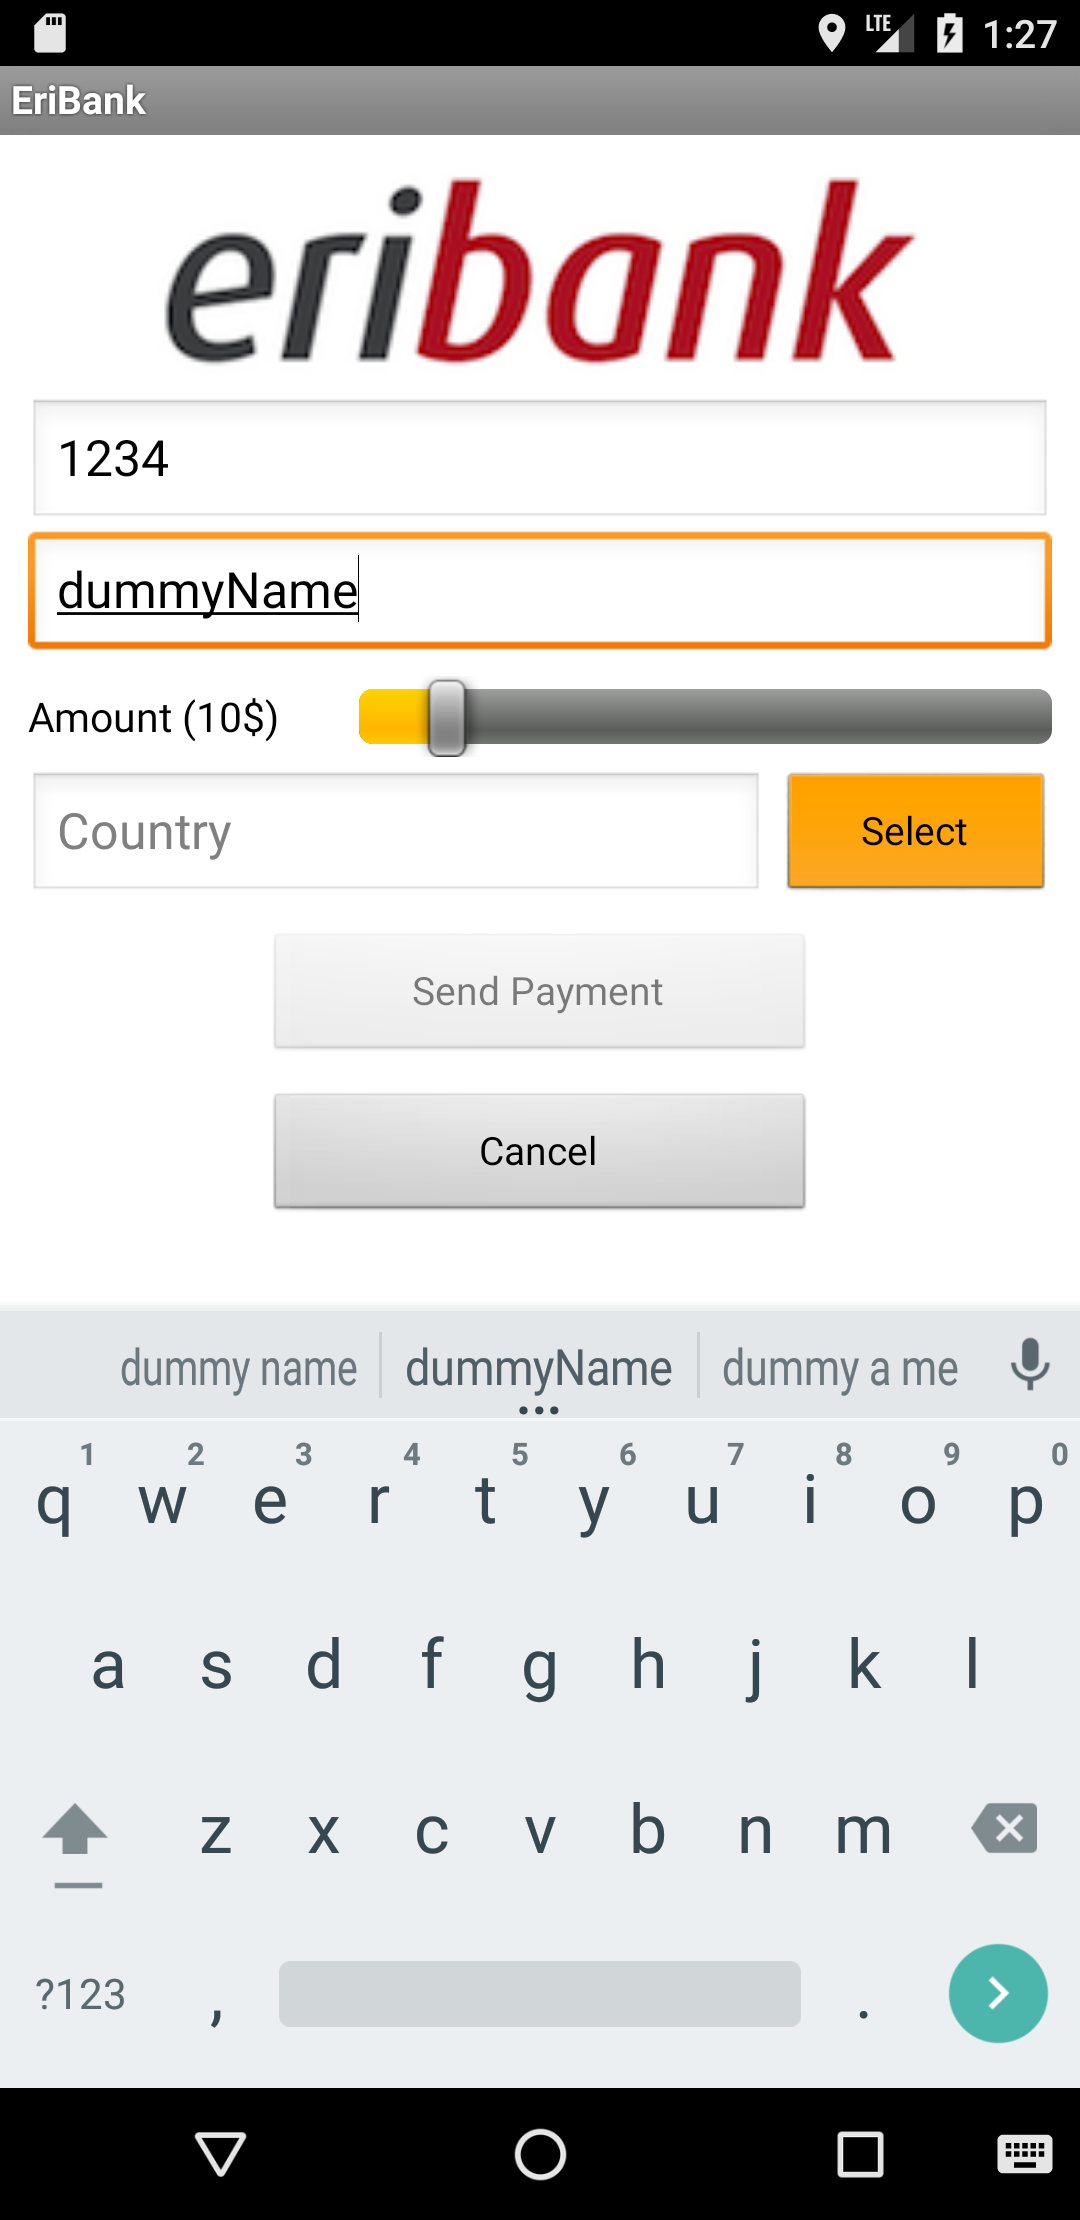 LTE 1:27
EriBank
eribank
1234
dummyName
Amount (10$)
Country Select
Send Payment
Cancel
dummy name dummyName dummy a me
1 2 3 4 5 6 7 8 9 0
q w e r t y u i o p
a s d f g h j k l
z x c v b n m
?123 , .